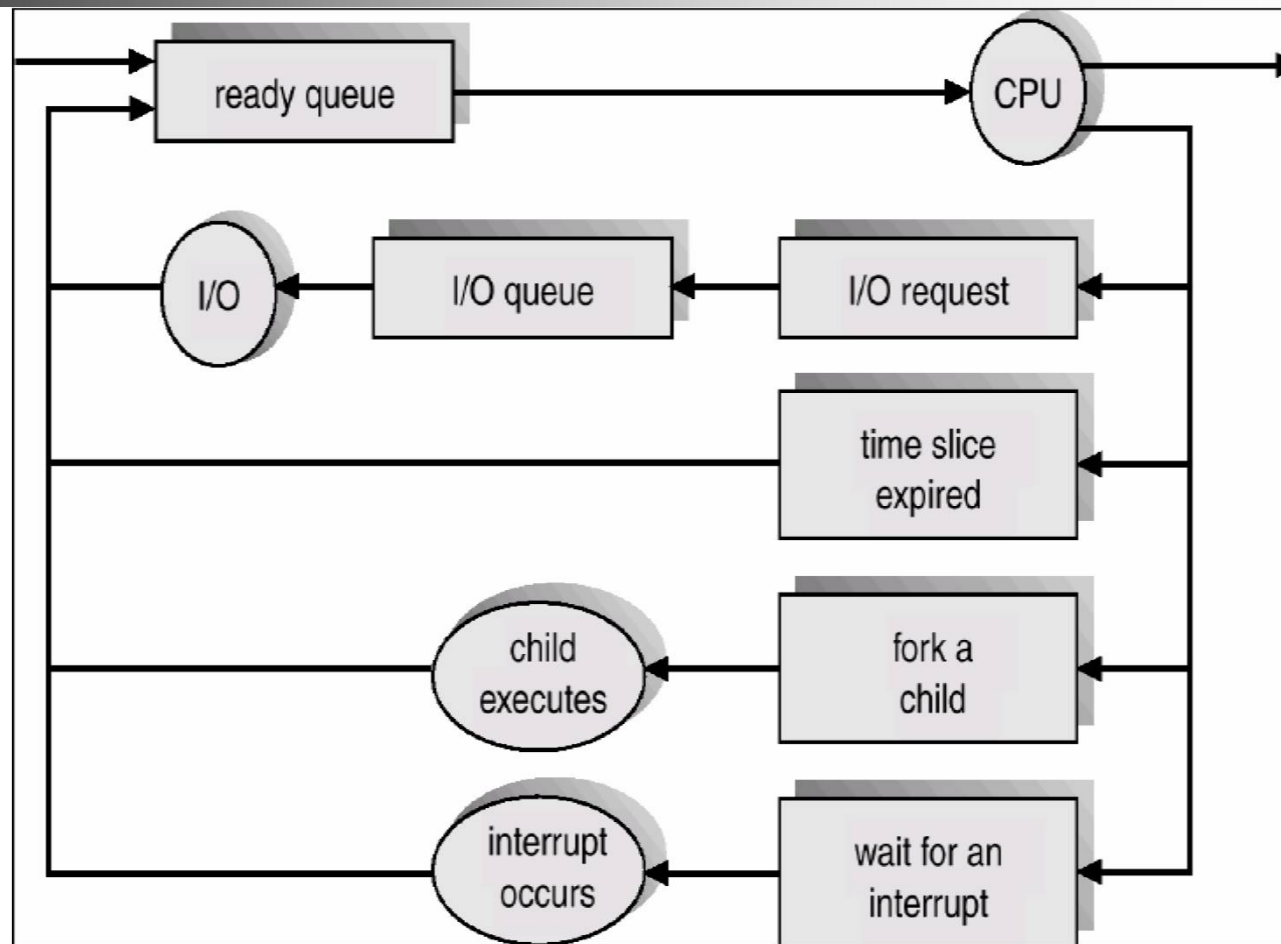 ready queue
CPU
I/O
I/O queue
I/O request
time slice
expired
child
executes
fork a
child
interrupt
occurs
wait for an
interrupt